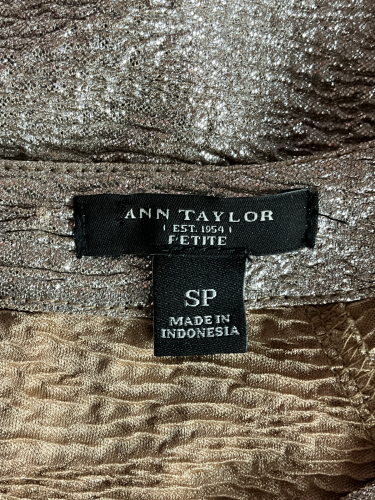 ANN TAYLOR
| EST. 1954 |
PETITE
SP
MADE IN
INDONESIA